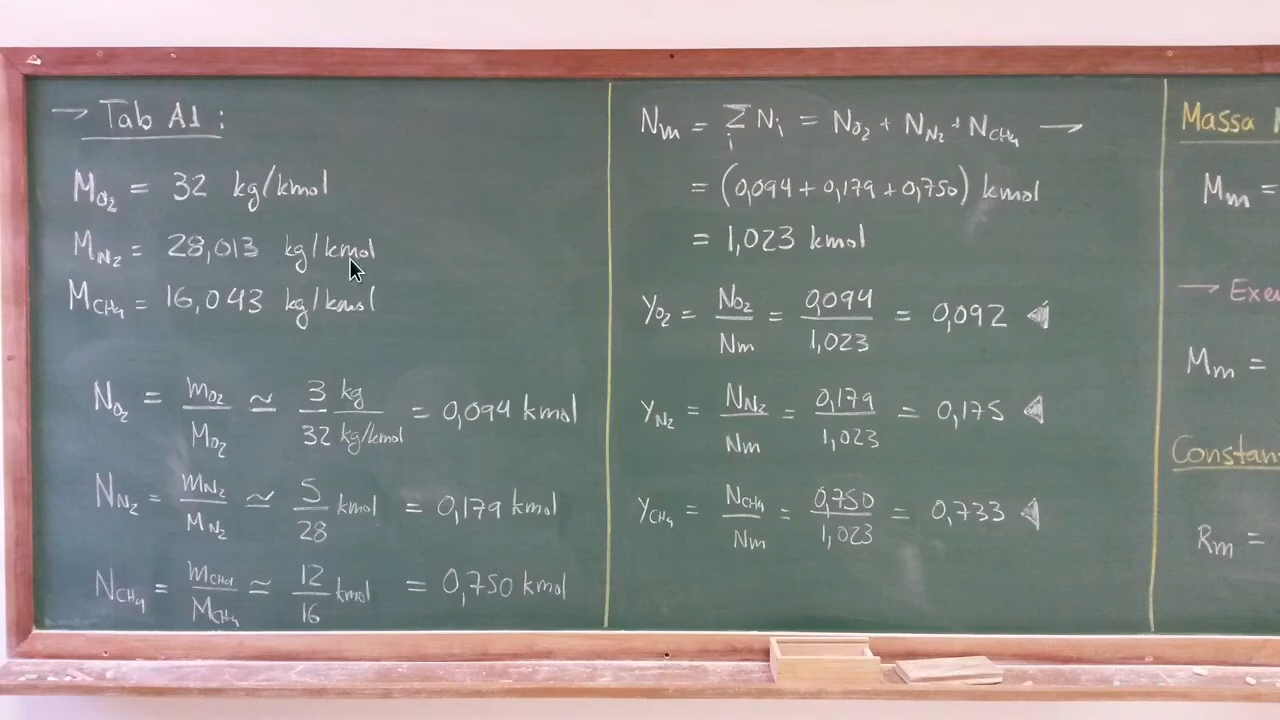 → Tab A1:
M_O₂ = 32 kg/kmol
M_N₂ = 28,013 kg/kmol
M_CH₄ = 16,043 kg/kmol
N_O₂ = m_O₂/M_O₂ ≃ 3 kg / 32 kg/kmol = 0,094 kmol
N_N₂ = m_N₂/M_N₂ ≃ 5/28 kmol = 0,179 kmol
N_CH₄ = m_CH₄/M_CH₄ ≃ 12/16 kmol = 0,750 kmol
N_m = Σ_i N_i = N_O₂ + N_N₂ + N_CH₄ →
= (0,094 + 0,179 + 0,750) kmol
= 1,023 kmol
y_O₂ = N_O₂/N_m = 0,094/1,023 = 0,092 ◀
y_N₂ = N_N₂/N_m = 0,179/1,023 = 0,175 ◀
y_CH₄ = N_CH₄/N_m = 0,750/1,023 = 0,733 ◀
Massa
M_m =
→ Exe
M_m =
Constan
R_m =